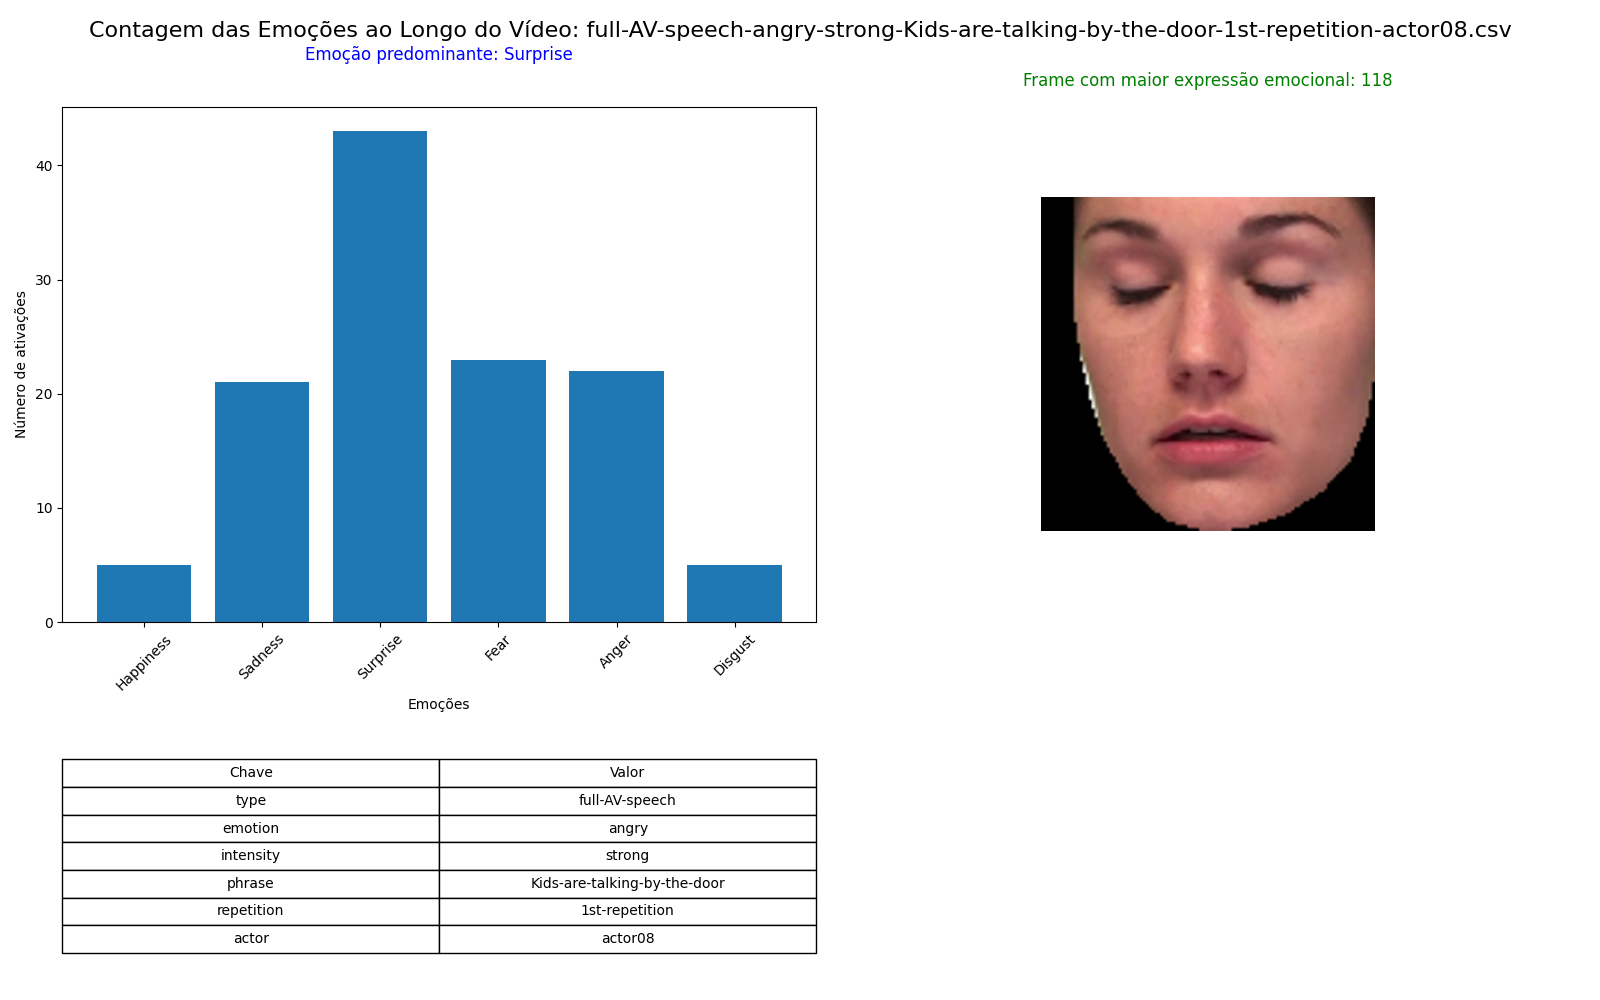 Contagem das Emoções ao Longo do Vídeo: full-AV-speech-angry-strong-Kids-are-talking-by-the-door-1st-repetition-actor08.csv
Emoção predominante: Surprise
Frame com maior expressão emocional: 118
Número de ativações
40
30
20
10
0
Happiness
Sadness
Surprise
Fear
Anger
Disgust
Emoções
Chave Valor
type full-AV-speech
emotion angry
intensity strong
phrase Kids-are-talking-by-the-door
repetition 1st-repetition
actor actor08